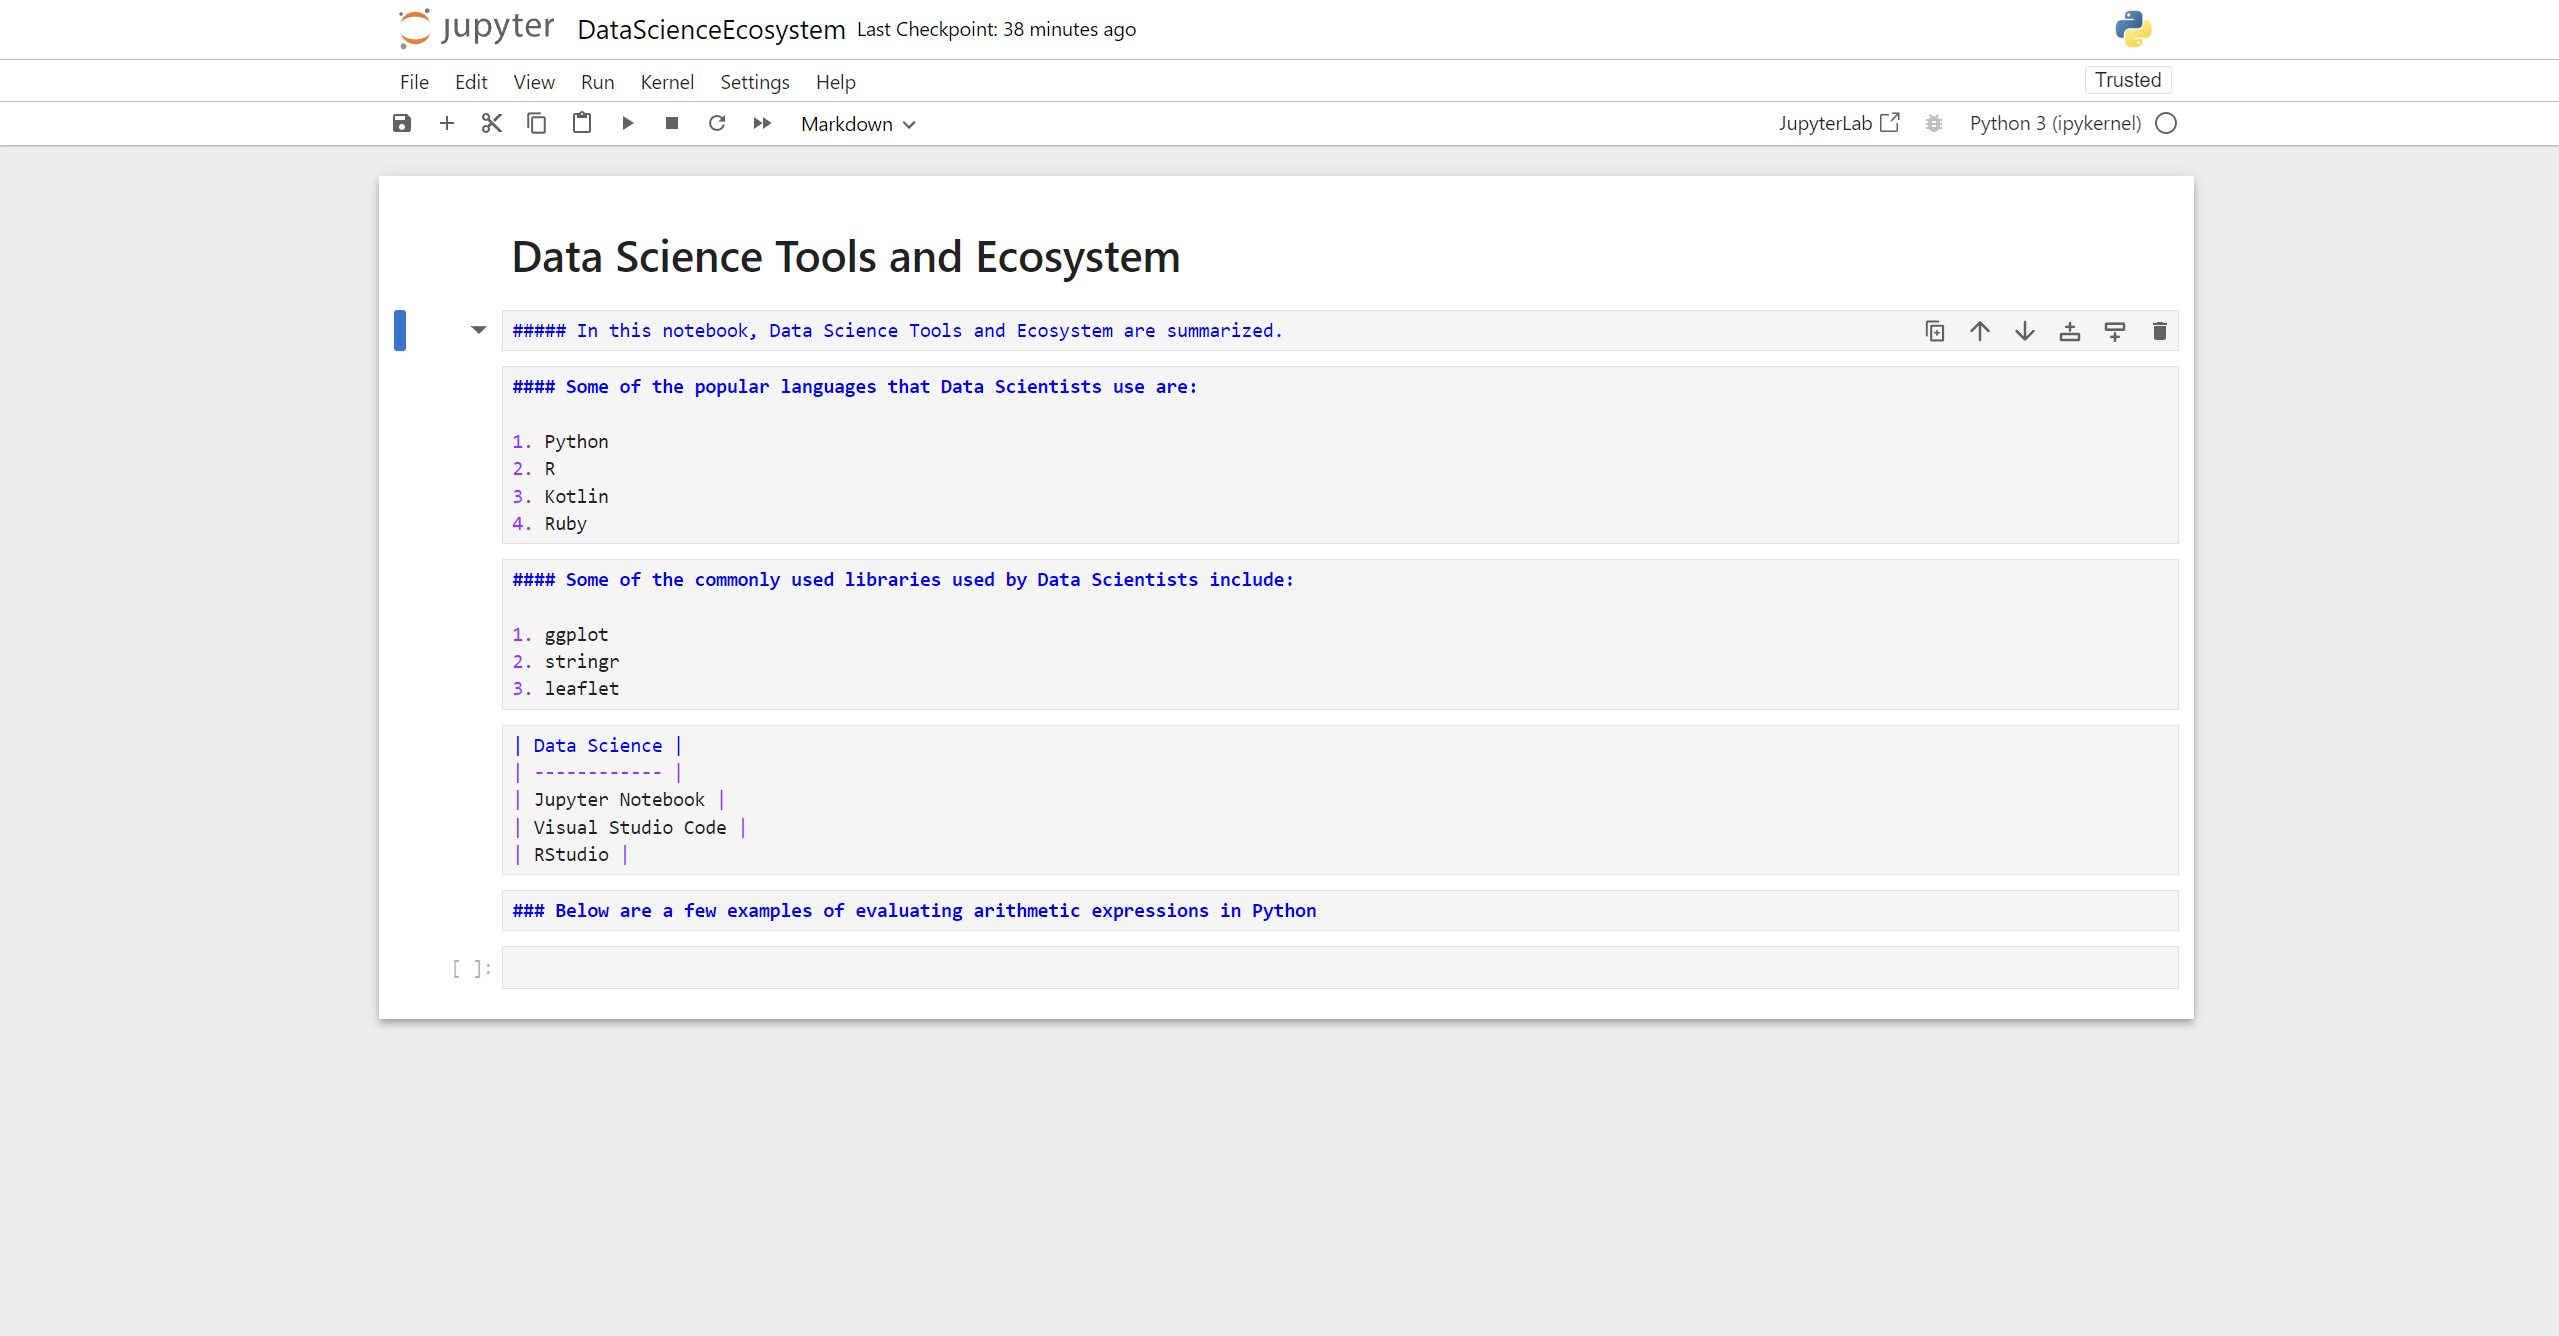 jupyter DataScienceEcosystem Last Checkpoint: 38 minutes ago
File Edit View Run Kernel Settings Help Trusted
Markdown JupyterLab Python 3 (ipykernel)
Data Science Tools and Ecosystem
##### In this notebook, Data Science Tools and Ecosystem are summarized.
#### Some of the popular languages that Data Scientists use are:
1. Python
2. R
3. Kotlin
4. Ruby
#### Some of the commonly used libraries used by Data Scientists include:
1. ggplot
2. stringr
3. leaflet
| Data Science |
| ------------ |
| Jupyter Notebook |
| Visual Studio Code |
| RStudio |
### Below are a few examples of evaluating arithmetic expressions in Python
[ ]: